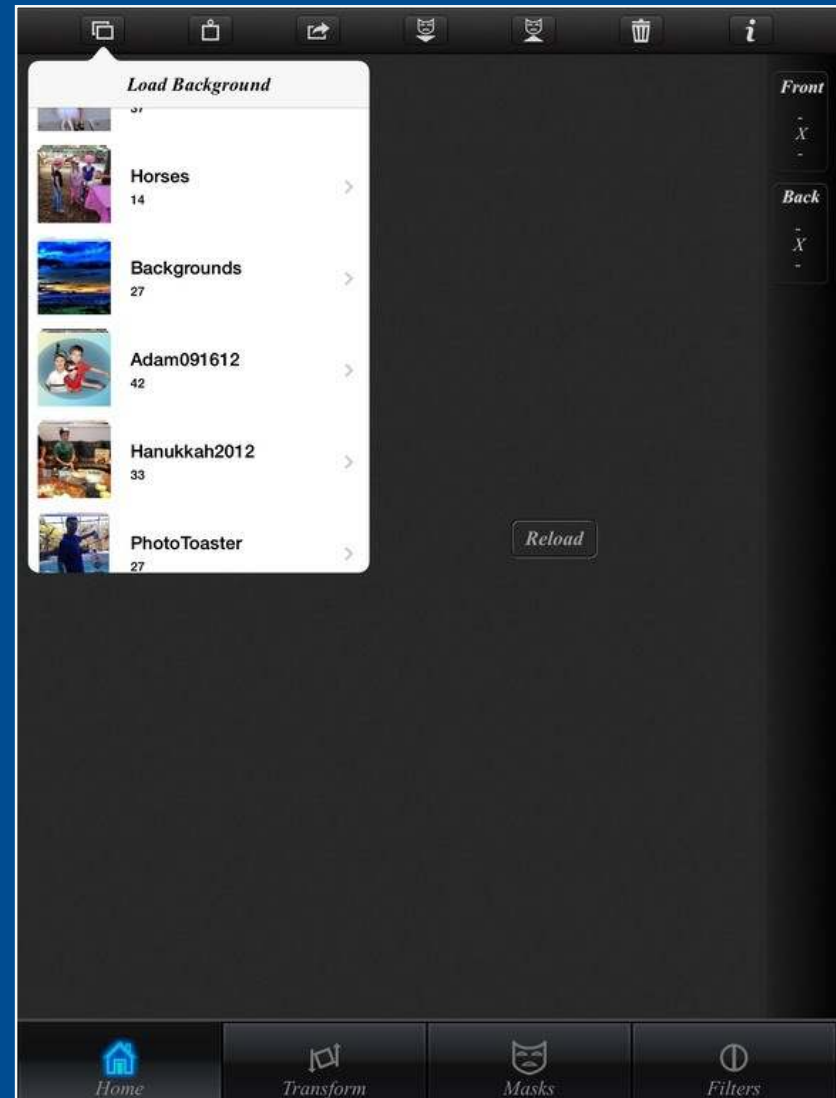 Load Background
37
Horses
14
Backgrounds
27
Adam091612
42
Hanukkah2012
33
PhotoToaster
27
Front
-
X
-
Back
-
X
-
Reload
Home
Transform
Masks
Filters